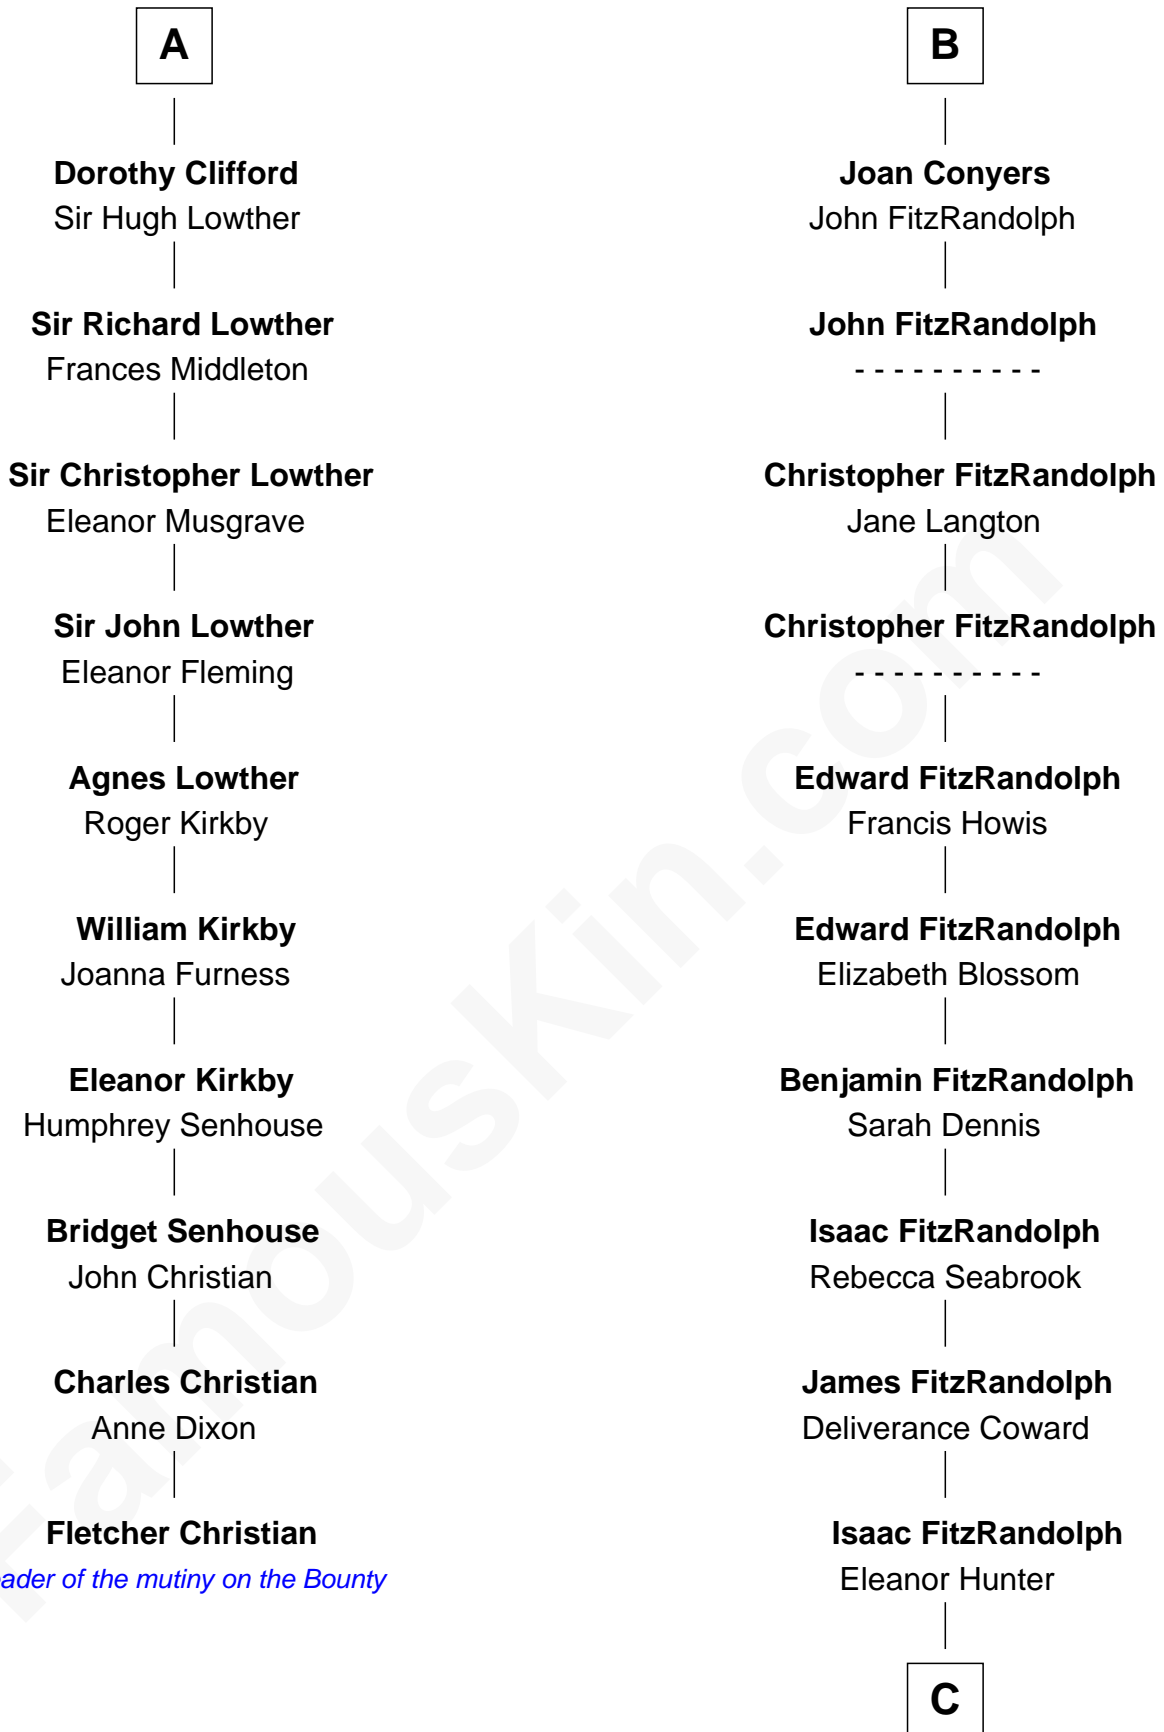 A
Dorothy Clifford
Sir Hugh Lowther
Sir Richard Lowther
Frances Middleton
Sir Christopher Lowther
Eleanor Musgrave
Sir John Lowther
Eleanor Fleming
Agnes Lowther
Roger Kirkby
William Kirkby
Joanna Furness
Eleanor Kirkby
Humphrey Senhouse
Bridget Senhouse
John Christian
Charles Christian
Anne Dixon
Fletcher Christian
ader of the mutiny on the Bounty
B
Joan Conyers
John FitzRandolph
John FitzRandolph
- - - - - - - - - -
Christopher FitzRandolph
Jane Langton
Christopher FitzRandolph
- - - - - - - - - -
Edward FitzRandolph
Francis Howis
Edward FitzRandolph
Elizabeth Blossom
Benjamin FitzRandolph
Sarah Dennis
Isaac FitzRandolph
Rebecca Seabrook
James FitzRandolph
Deliverance Coward
Isaac FitzRandolph
Eleanor Hunter
C
FamousKin.com